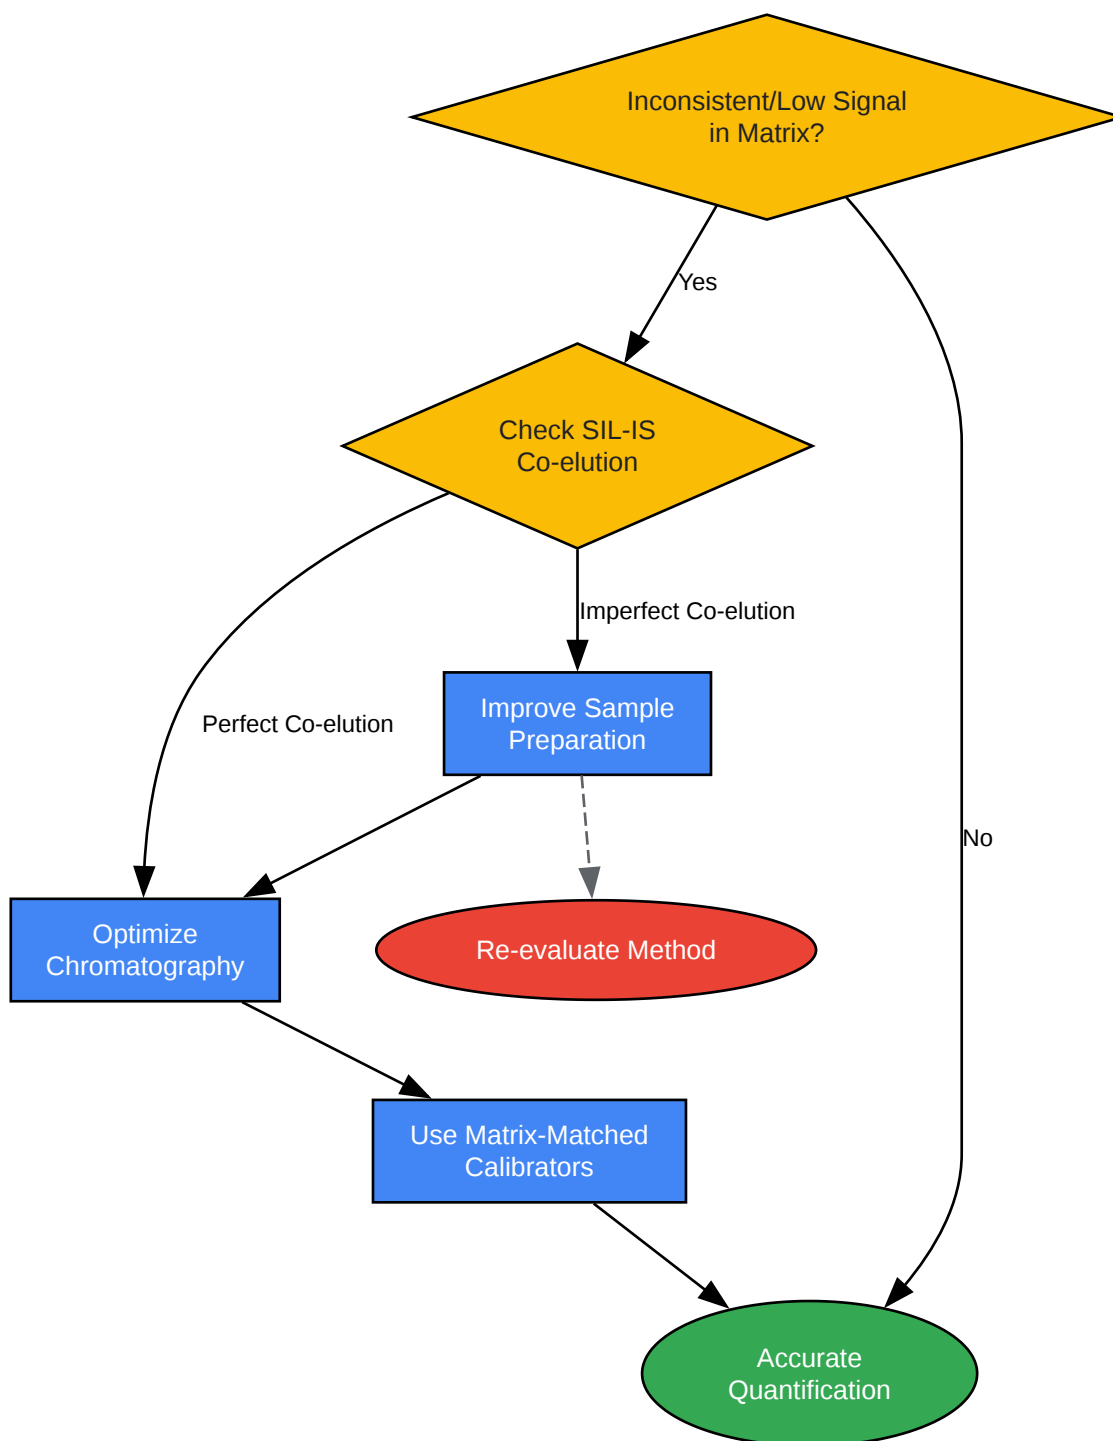 Inconsistent/Low Signal
in Matrix?
Yes
Check SIL-IS
Co-elution
Imperfect Co-elution
Improve Sample
Preparation
Perfect Co-elution
No
Optimize
Chromatography
Re-evaluate Method
Use Matrix-Matched
Calibrators
Accurate
Quantification